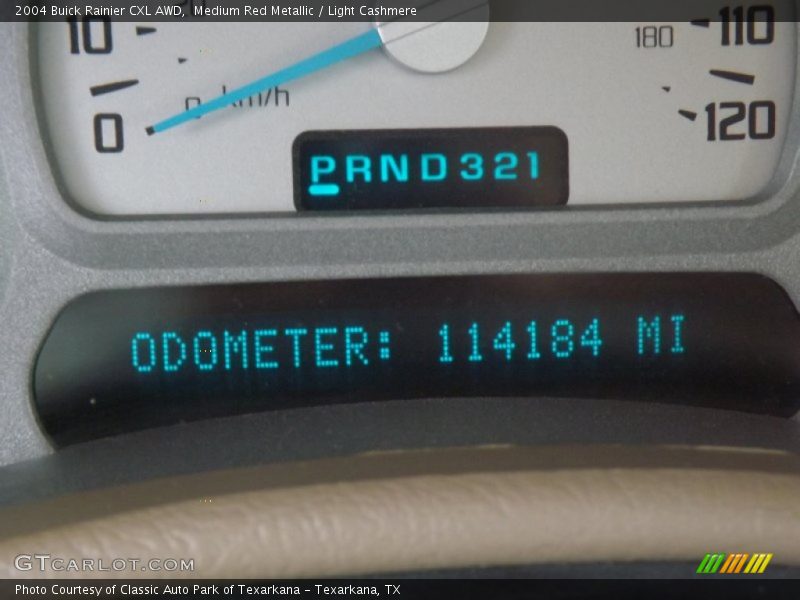 2004 Buick Rainier CXL AWD, Medium Red Metallic / Light Cashmere
10
110
180
0
0 km/h
120
PRND321
ODOMETER: 114184 MI
GTCARLOT.COM
Photo Courtesy of Classic Auto Park of Texarkana - Texarkana, TX